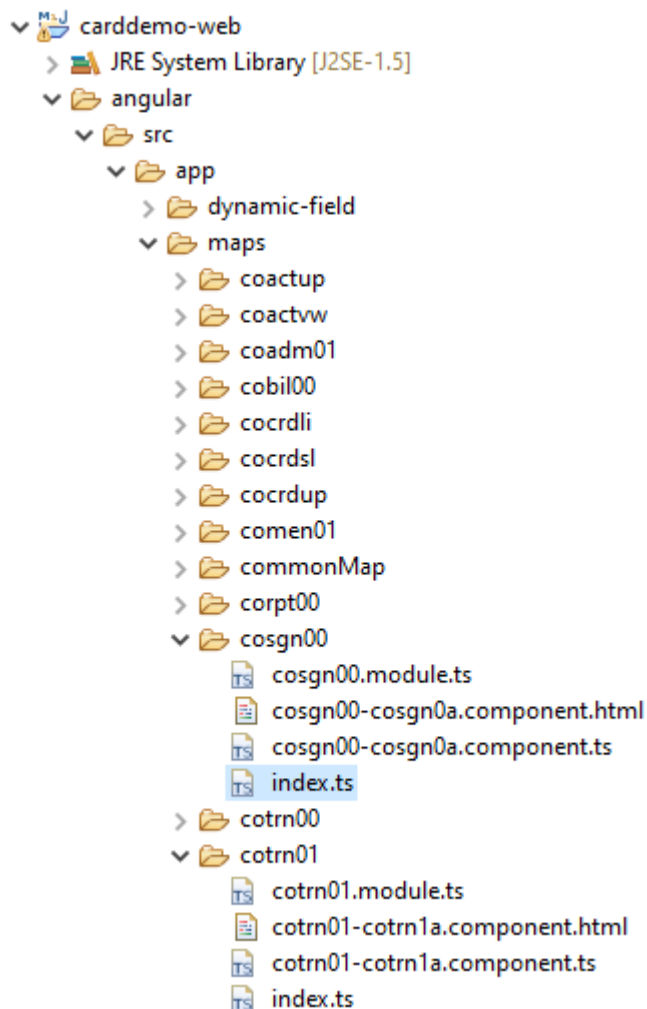 carddemo-web
JRE System Library [J2SE-1.5]
angular
src
app
dynamic-field
maps
coactup
coactvw
coadm01
cobil00
cocrdli
cocrdsl
cocrdup
comen01
commonMap
corpt00
cosgn00
cosgn00.module.ts
cosgn00-cosgn0a.component.html
cosgn00-cosgn0a.component.ts
index.ts
cotrn00
cotrn01
cotrn01.module.ts
cotrn01-cotrn1a.component.html
cotrn01-cotrn1a.component.ts
index.ts